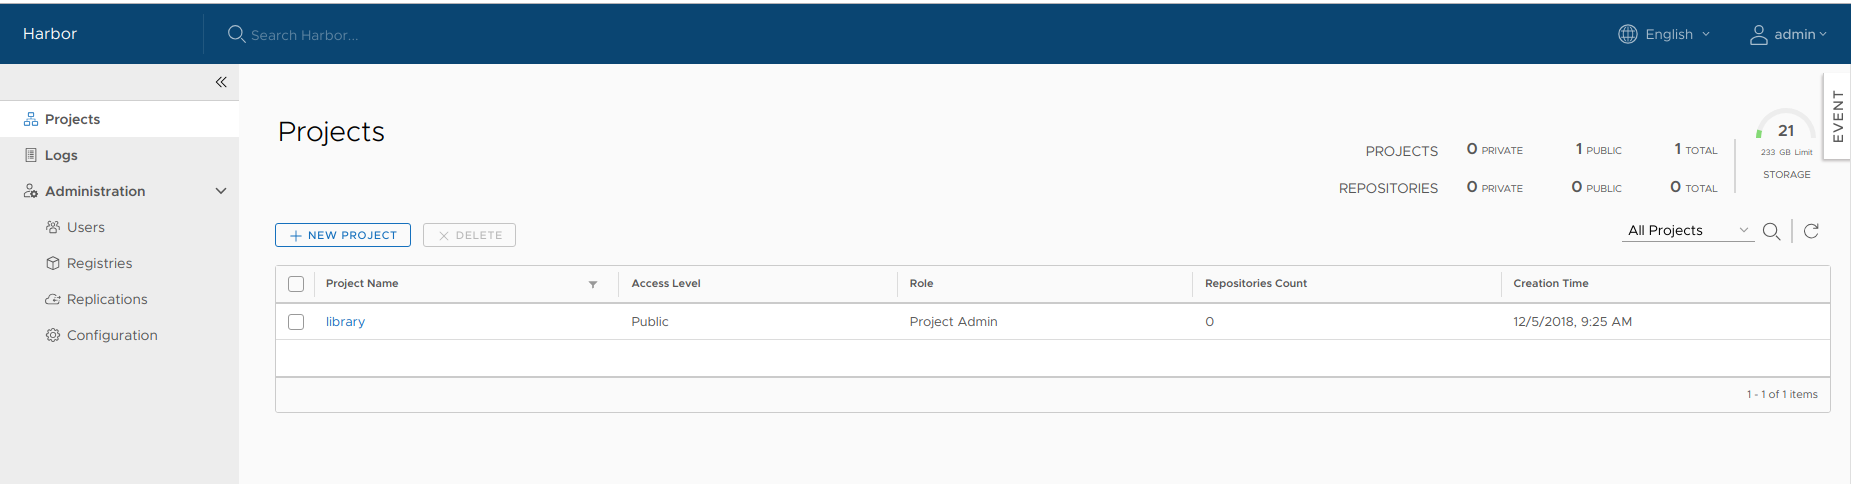 Harbor
Search Harbor...
English
admin
Projects
Logs
Administration
Users
Registries
Replications
Configuration
Projects
PROJECTS 0 PRIVATE 1 PUBLIC 1 TOTAL
REPOSITORIES 0 PRIVATE 0 PUBLIC 0 TOTAL
21
233 GB Limit
STORAGE
EVENT
NEW PROJECT
DELETE
All Projects
Project Name Access Level Role Repositories Count Creation Time
library Public Project Admin 0 12/5/2018, 9:25 AM
1 - 1 of 1 items